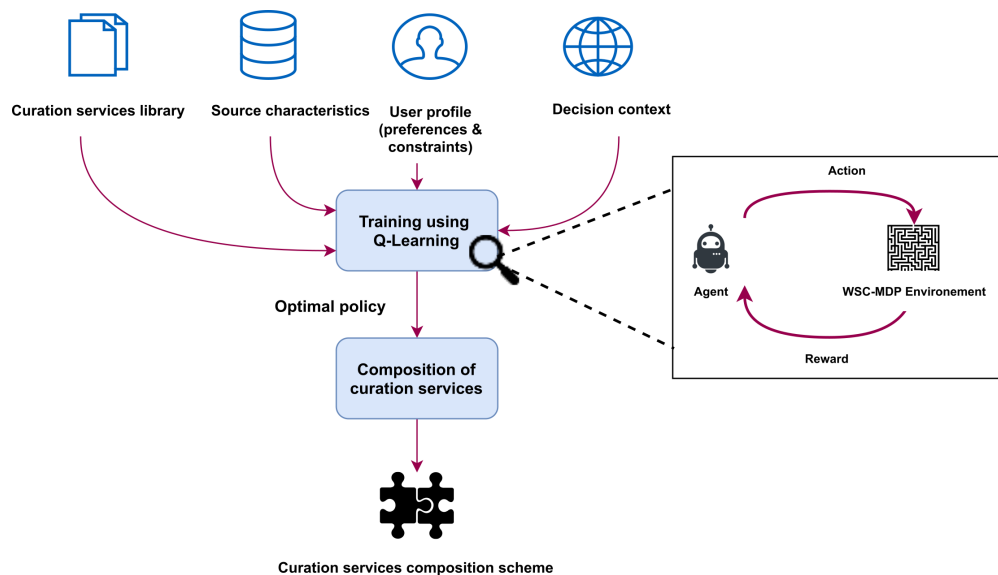 Curation services library
Source characteristics
User profile
(preferences &
constraints)
Decision context
Training using
Q-Learning
Optimal policy
Composition of
curation services
Curation services composition scheme
Action
Agent
WSC-MDP Environement
Reward